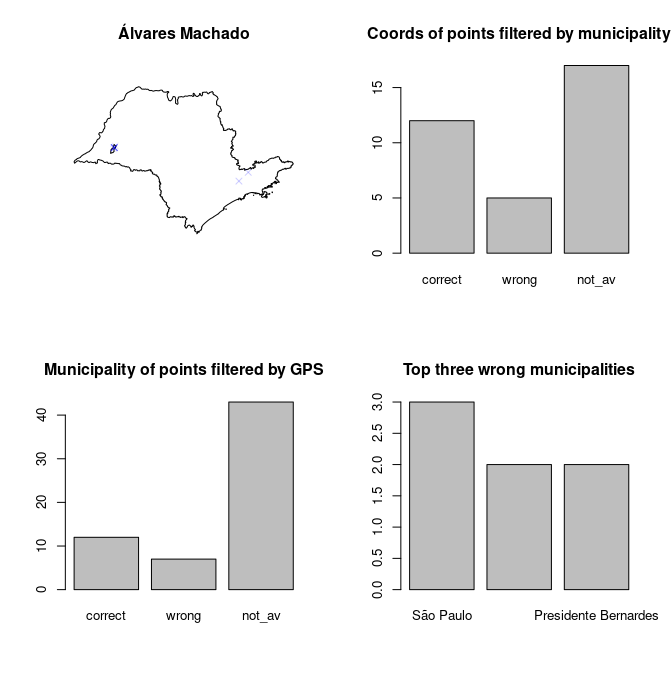 Álvares Machado
Coords of points filtered by municipality
15
10
5
0
correct wrong not_av
Municipality of points filtered by GPS
40
30
20
10
0
correct wrong not_av
Top three wrong municipalities
3.0
2.5
2.0
1.5
1.0
0.5
0.0
São Paulo Presidente Bernardes